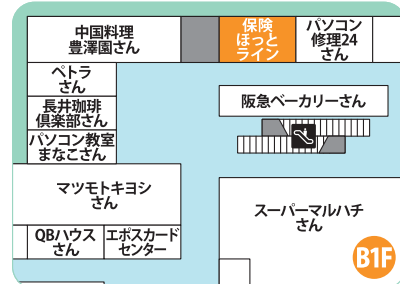 中国料理
豊澤園さん
保険
ほっと
ライン
パソコン
修理24
さん
ペトラ
さん
長井珈琲
倶楽部さん
パソコン教室
まなこさん
阪急ベーカリーさん
マツモトキヨシ
さん
スーパーマルハチ
さん
QBハウス
さん
エポスカード
センター
B1F